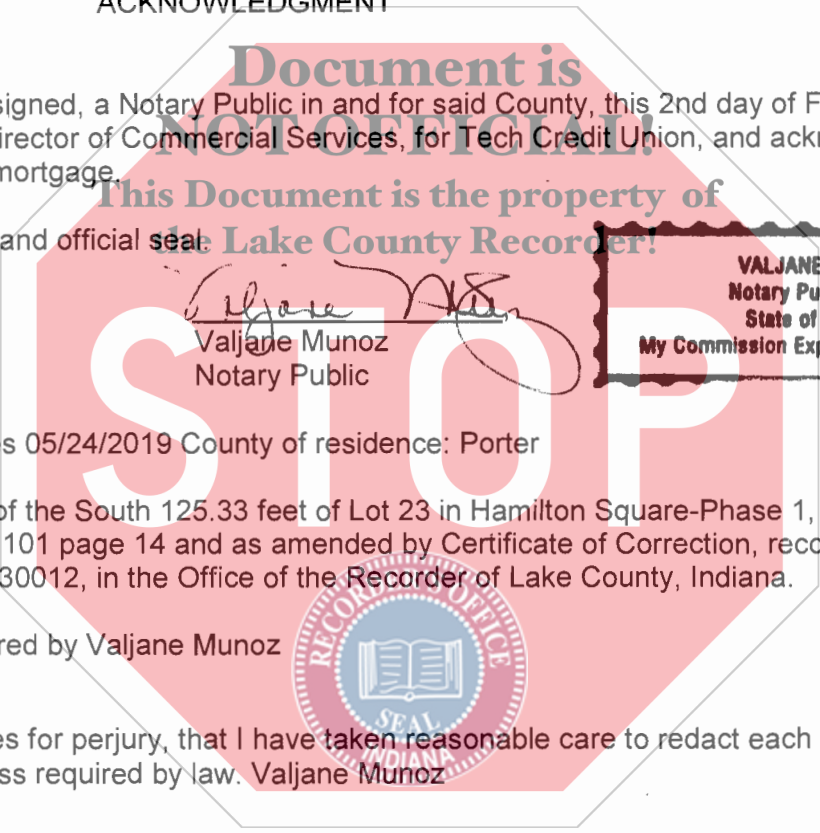 ACKNOWLEDGMENT
Document is
signed, a Notary Public in and for said County, this 2nd day of F
NOT OFFICIAL!
irector of Commercial Services, for Tech Credit Union, and ackn
mortgage.
This Document is the property of
and official seal.
the Lake County Recorder!
VALJANE
Notary Pu
State of
My Commission Exp
Valjane Munoz
Valjane Munoz
Notary Public
STOP
s 05/24/2019 County of residence: Porter
of the South 125.33 feet of Lot 23 in Hamilton Square-Phase 1,
101 page 14 and as amended by Certificate of Correction, reco
30012, in the Office of the Recorder of Lake County, Indiana.
RECORDER'S OFFICE
red by Valjane Munoz
SEAL
INDIANA
es for perjury, that I have taken reasonable care to redact each
ss required by law. Valjane Munoz